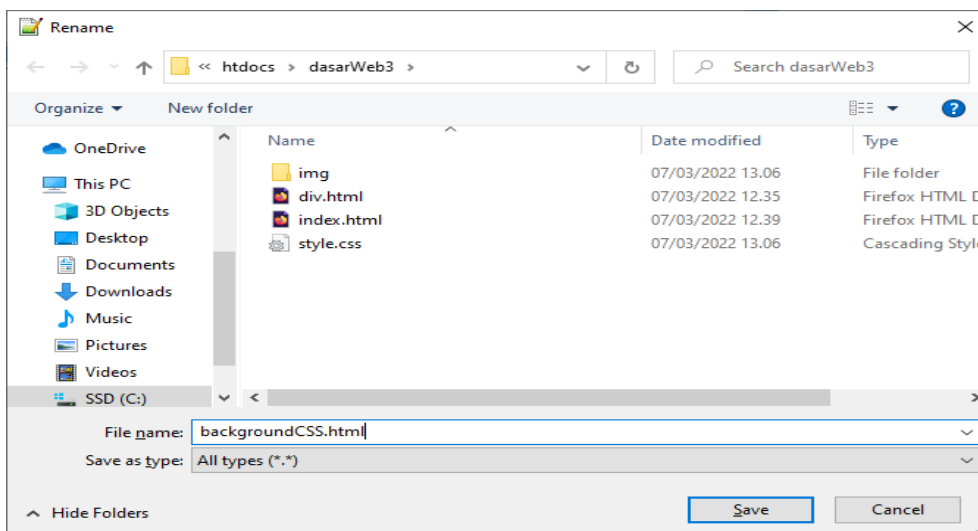 Rename
« htdocs > dasarWeb3 >
Search dasarWeb3
Organize
New folder
?
Name
Date modified
Type
OneDrive
This PC
3D Objects
Desktop
Documents
Downloads
Music
Pictures
Videos
SSD (C:)
img 07/03/2022 13.06 File folder
div.html 07/03/2022 12.35 Firefox HTML D
index.html 07/03/2022 12.39 Firefox HTML D
style.css 07/03/2022 13.06 Cascading Style
File name: backgroundCSS.html
Save as type: All types (*.*)
Hide Folders
Save
Cancel